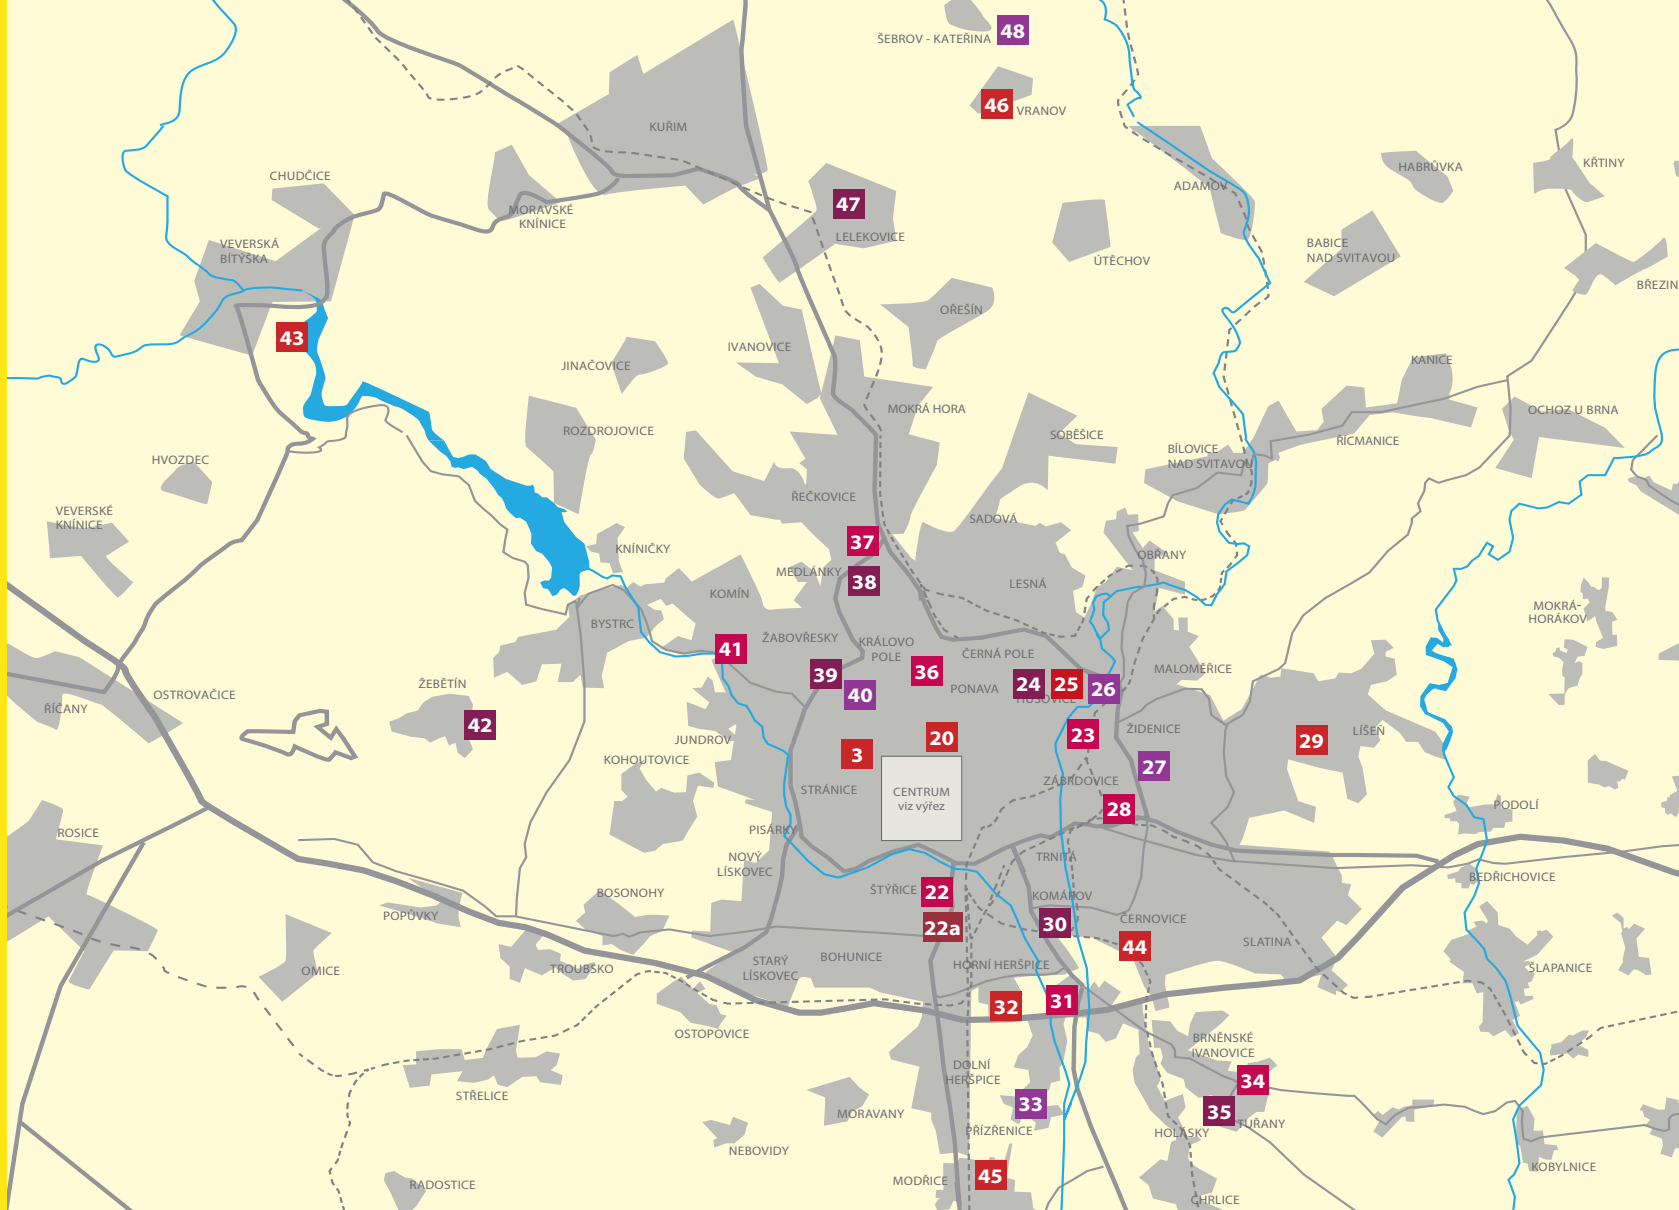 ŠEBROV - KATEŘINA
48
46
VRANOV
KUŘIM
CHUDČICE
MORAVSKÉ
KNÍNICE
47
LELEKOVICE
ADAMOV
HABRŮVKA
KŘTINY
VEVERSKÁ
BÍTÝŠKA
ÚTĚCHOV
BABICE
NAD SVITAVOU
BŘEZIN
43
OŘEŠÍN
IVANOVICE
JINAČOVICE
KANICE
MOKRÁ HORA
OCHOZ U BRNA
ROZDROJOVICE
SOBĚŠICE
ŘÍCMANICE
BÍLOVICE
NAD SVITAVOU
HVOZDEC
ŘEČKOVICE
SADOVÁ
VEVERSKÉ
KNÍNICE
KNÍNIČKY
37
OBŘANY
MEDLÁNKY
38
LESNÁ
KOMÍN
MOKRÁ-
HORÁKOV
BYSTRC
ŽABOVŘESKY
41
KRÁLOVO
POLE
ČERNÁ POLE
MALOMĚŘICE
39
40
36
PONAVA
24
25
26
HUSOVICE
ŽEBĚTÍN
OSTROVAČICE
ŘÍČANY
42
JUNDROV
23
ŽIDENICE
29
LÍŠEŇ
KOHOUTOVICE
3
20
27
ZÁBRDOVICE
STRÁNICE
CENTRUM
viz výřez
28
PODOLÍ
ROSICE
PISÁRKY
NOVÝ
LÍSKOVEC
TRNITÁ
BEDŘICHOVICE
BOSONOHY
ŠTÝŘICE
22
KOMÁROV
POPŮVKY
22a
30
ČERNOVICE
44
SLATINA
OMICE
TROUBSKO
STARÝ
LÍSKOVEC
BOHUNICE
HORNÍ HERŠPICE
ŠLAPANICE
32
31
OSTOPOVICE
BRNĚNSKÉ
IVANOVICE
DOLNÍ
HERŠPICE
34
STŘELICE
MORAVANY
33
35
TUŘANY
PŘÍZŘENICE
HOLÁSKY
NEBOVIDY
KOBYLNICE
RADOSTICE
MODŘICE
45
CHRLICE